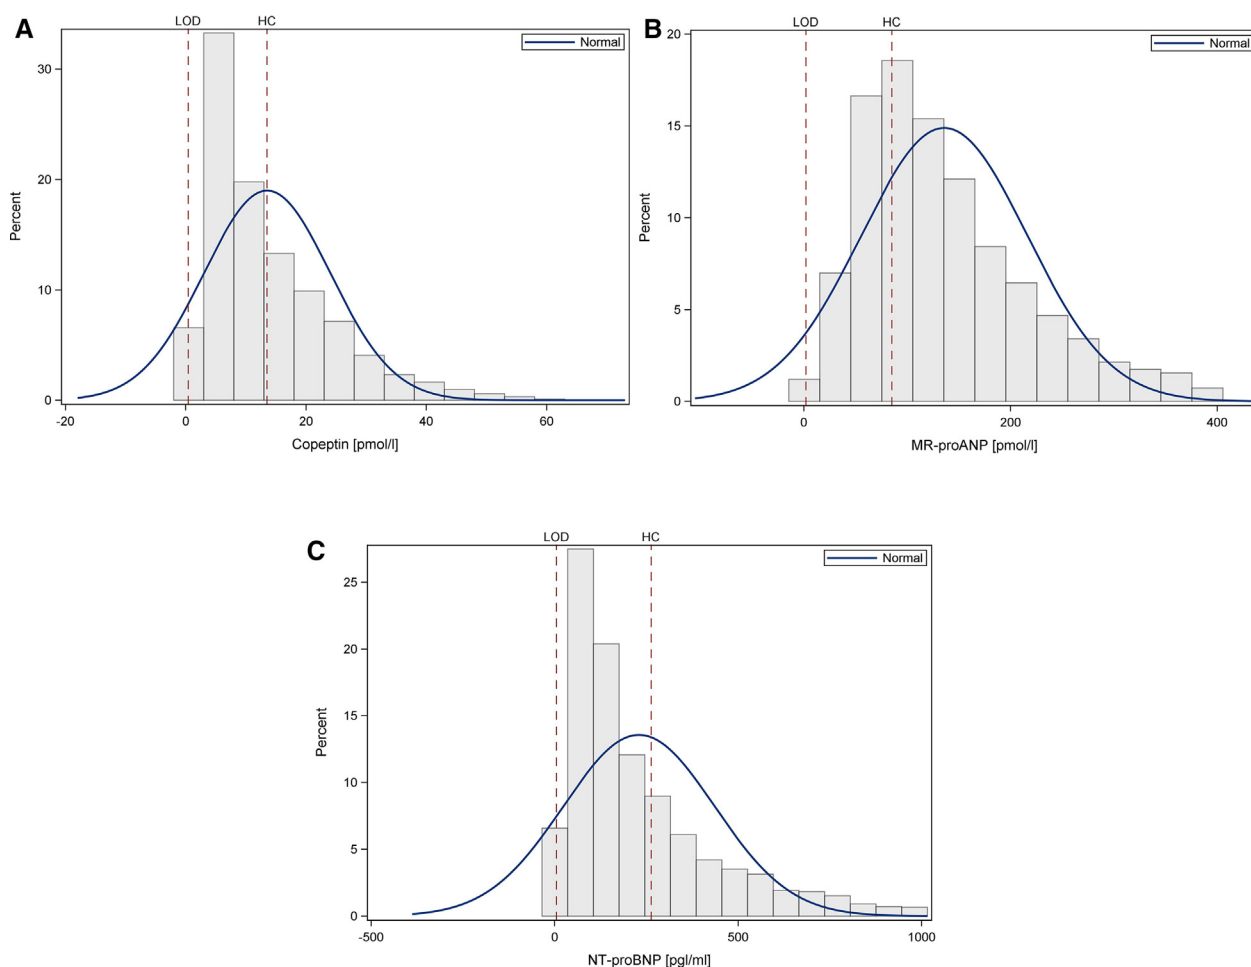 A
LOD HC
Normal
30
20
10
0
Percent
-20 0 20 40 60
Copeptin [pmol/l]
B
LOD HC
Normal
20
15
10
5
0
Percent
0 200 400
MR-proANP [pmol/l]
C
LOD HC
Normal
25
20
15
10
5
0
Percent
-500 0 500 1000
NT-proBNP [pgl/ml]